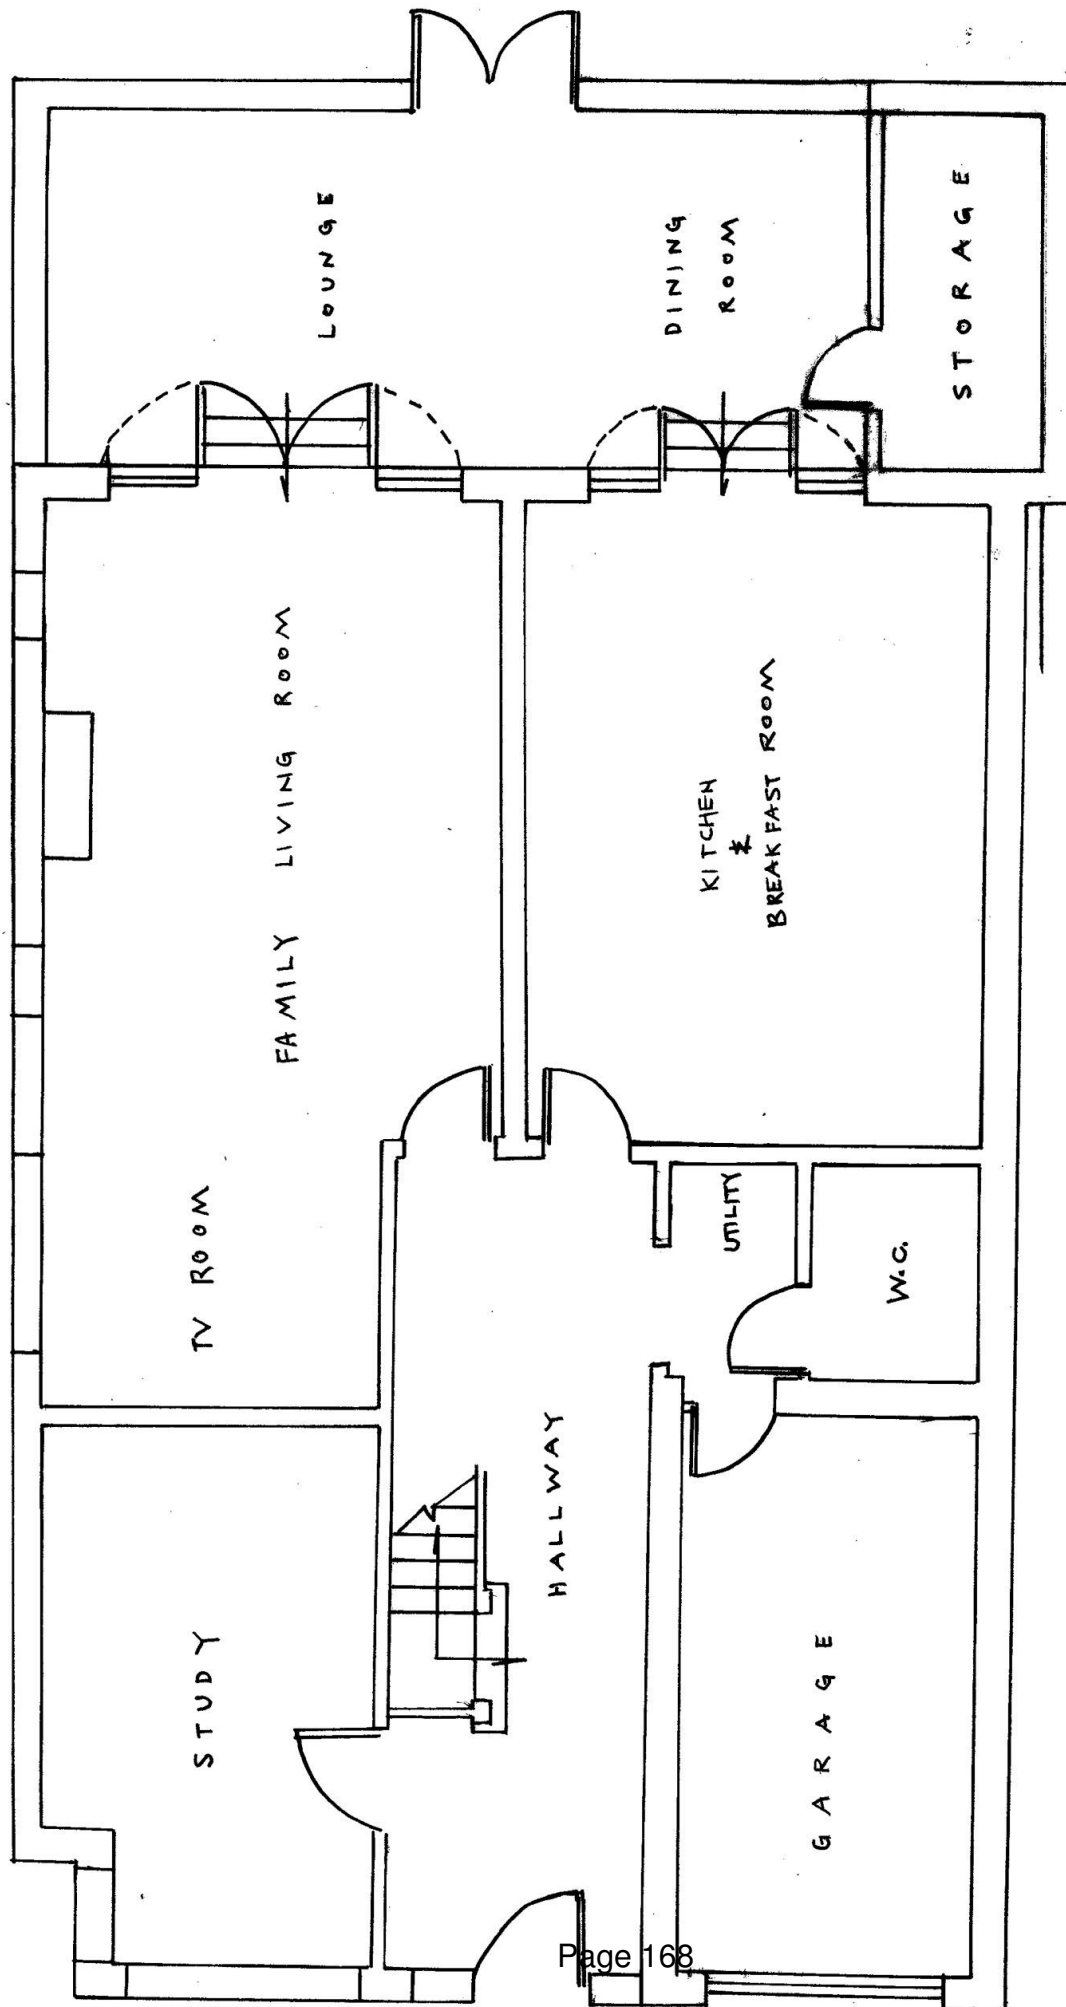 LOUNGE
DINING
ROOM
STORAGE
FAMILY LIVING ROOM
KITCHEN
&
BREAKFAST ROOM
TV ROOM
UTILITY
W.C.
HALLWAY
STUDY
GARAGE
Page 168